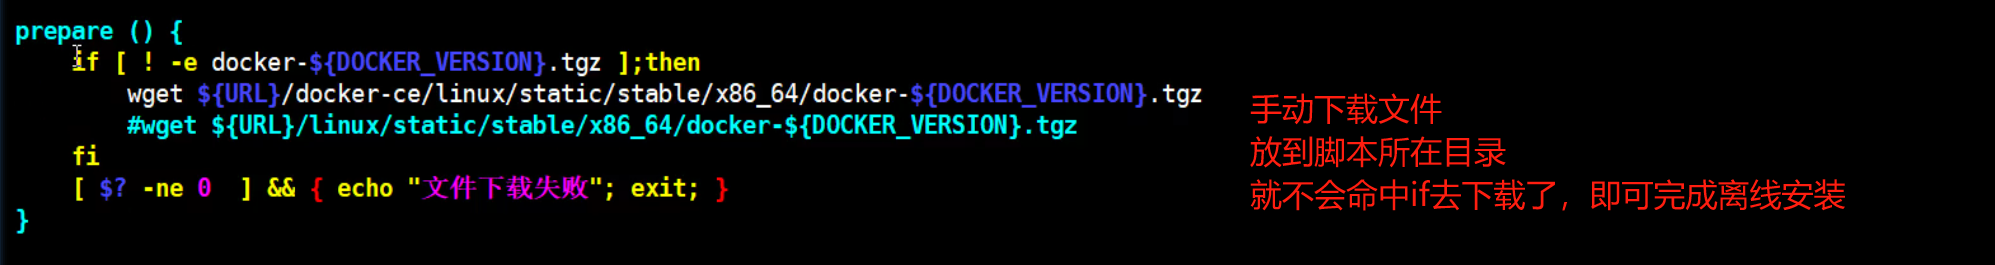 prepare () {
if [ ! -e docker-${DOCKER_VERSION}.tgz ];then
wget ${URL}/docker-ce/linux/static/stable/x86_64/docker-${DOCKER_VERSION}.tgz
#wget ${URL}/linux/static/stable/x86_64/docker-${DOCKER_VERSION}.tgz
fi
[ $? -ne 0  ] && { echo "文件下载失败"; exit; }
}
手动下载文件
放到脚本所在目录
就不会命中if去下载了，即可完成离线安装